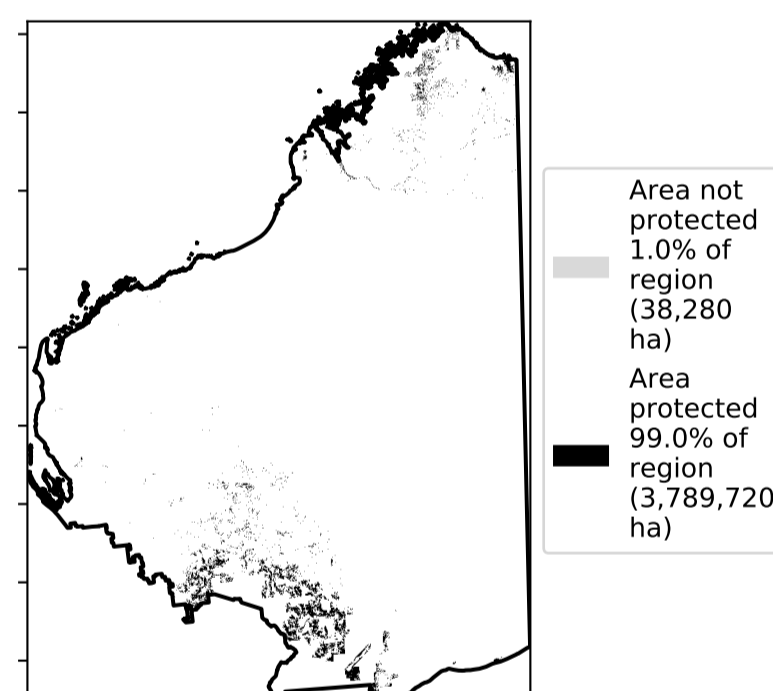 Area not
protected
1.0% of
region
(38,280
ha)
Area
protected
99.0% of
region
(3,789,720
ha)